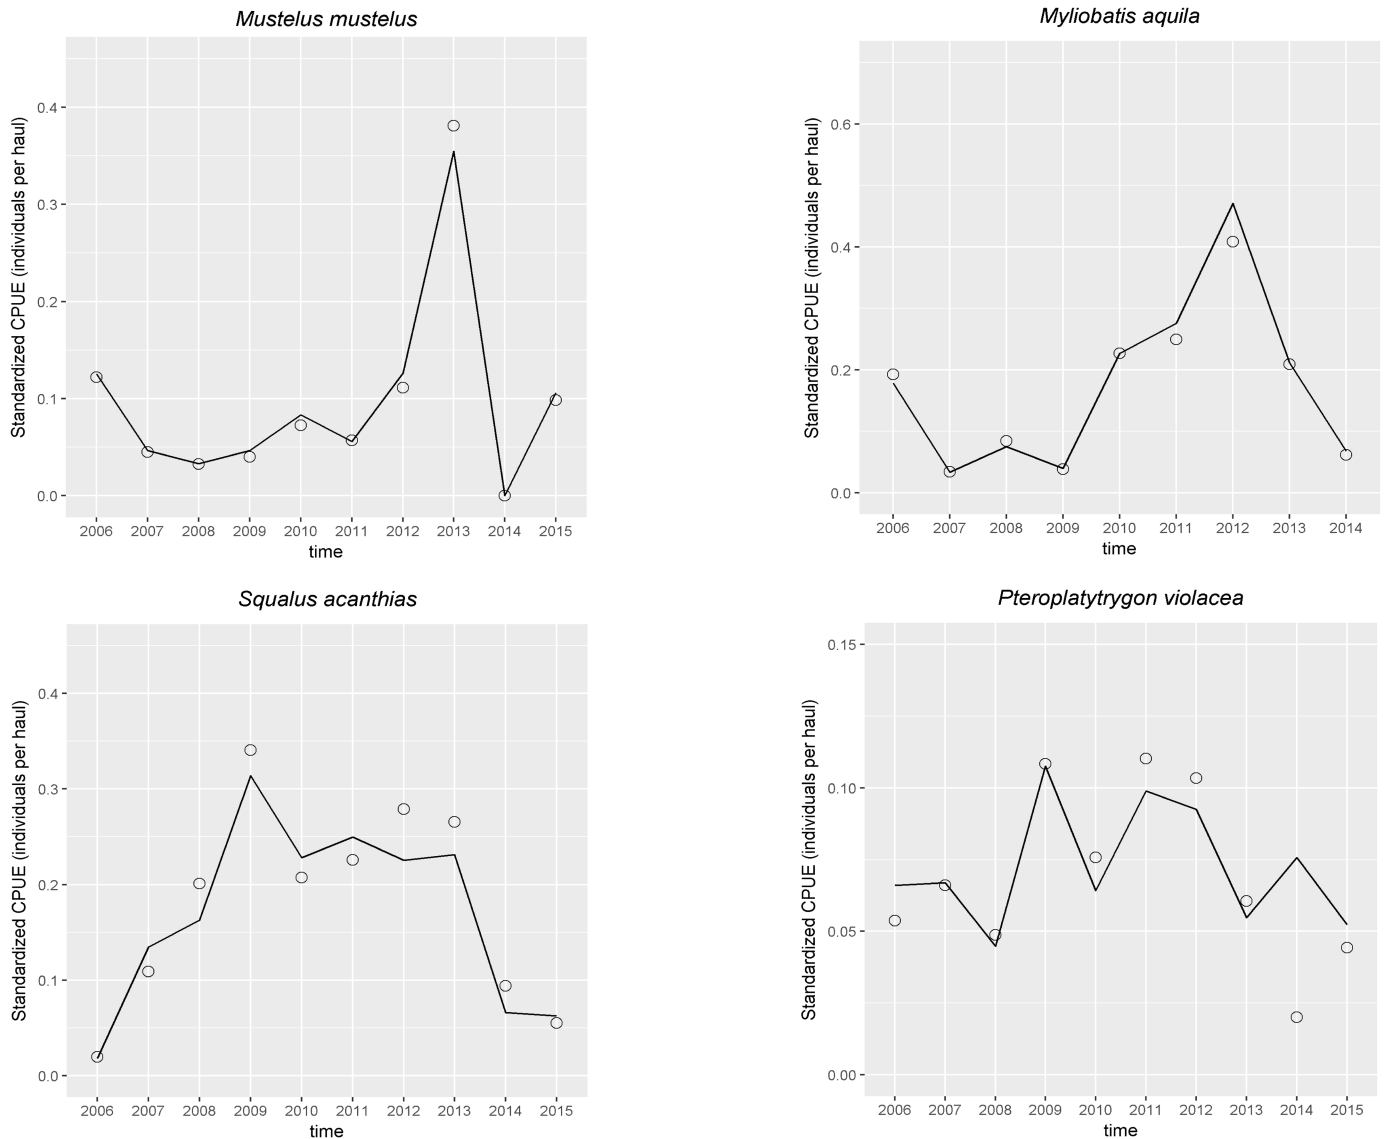 Mustelus mustelus
Standardized CPUE (individuals per haul)
0.4
0.3
0.2
0.1
0.0
2006 2007 2008 2009 2010 2011 2012 2013 2014 2015
time
Myliobatis aquila
Standardized CPUE (individuals per haul)
0.6
0.4
0.2
0.0
2006 2007 2008 2009 2010 2011 2012 2013 2014
time
Squalus acanthias
Standardized CPUE (individuals per haul)
0.4
0.3
0.2
0.1
0.0
2006 2007 2008 2009 2010 2011 2012 2013 2014 2015
time
Pteroplatytrygon violacea
Standardized CPUE (individuals per haul)
0.15
0.10
0.05
0.00
2006 2007 2008 2009 2010 2011 2012 2013 2014 2015
time